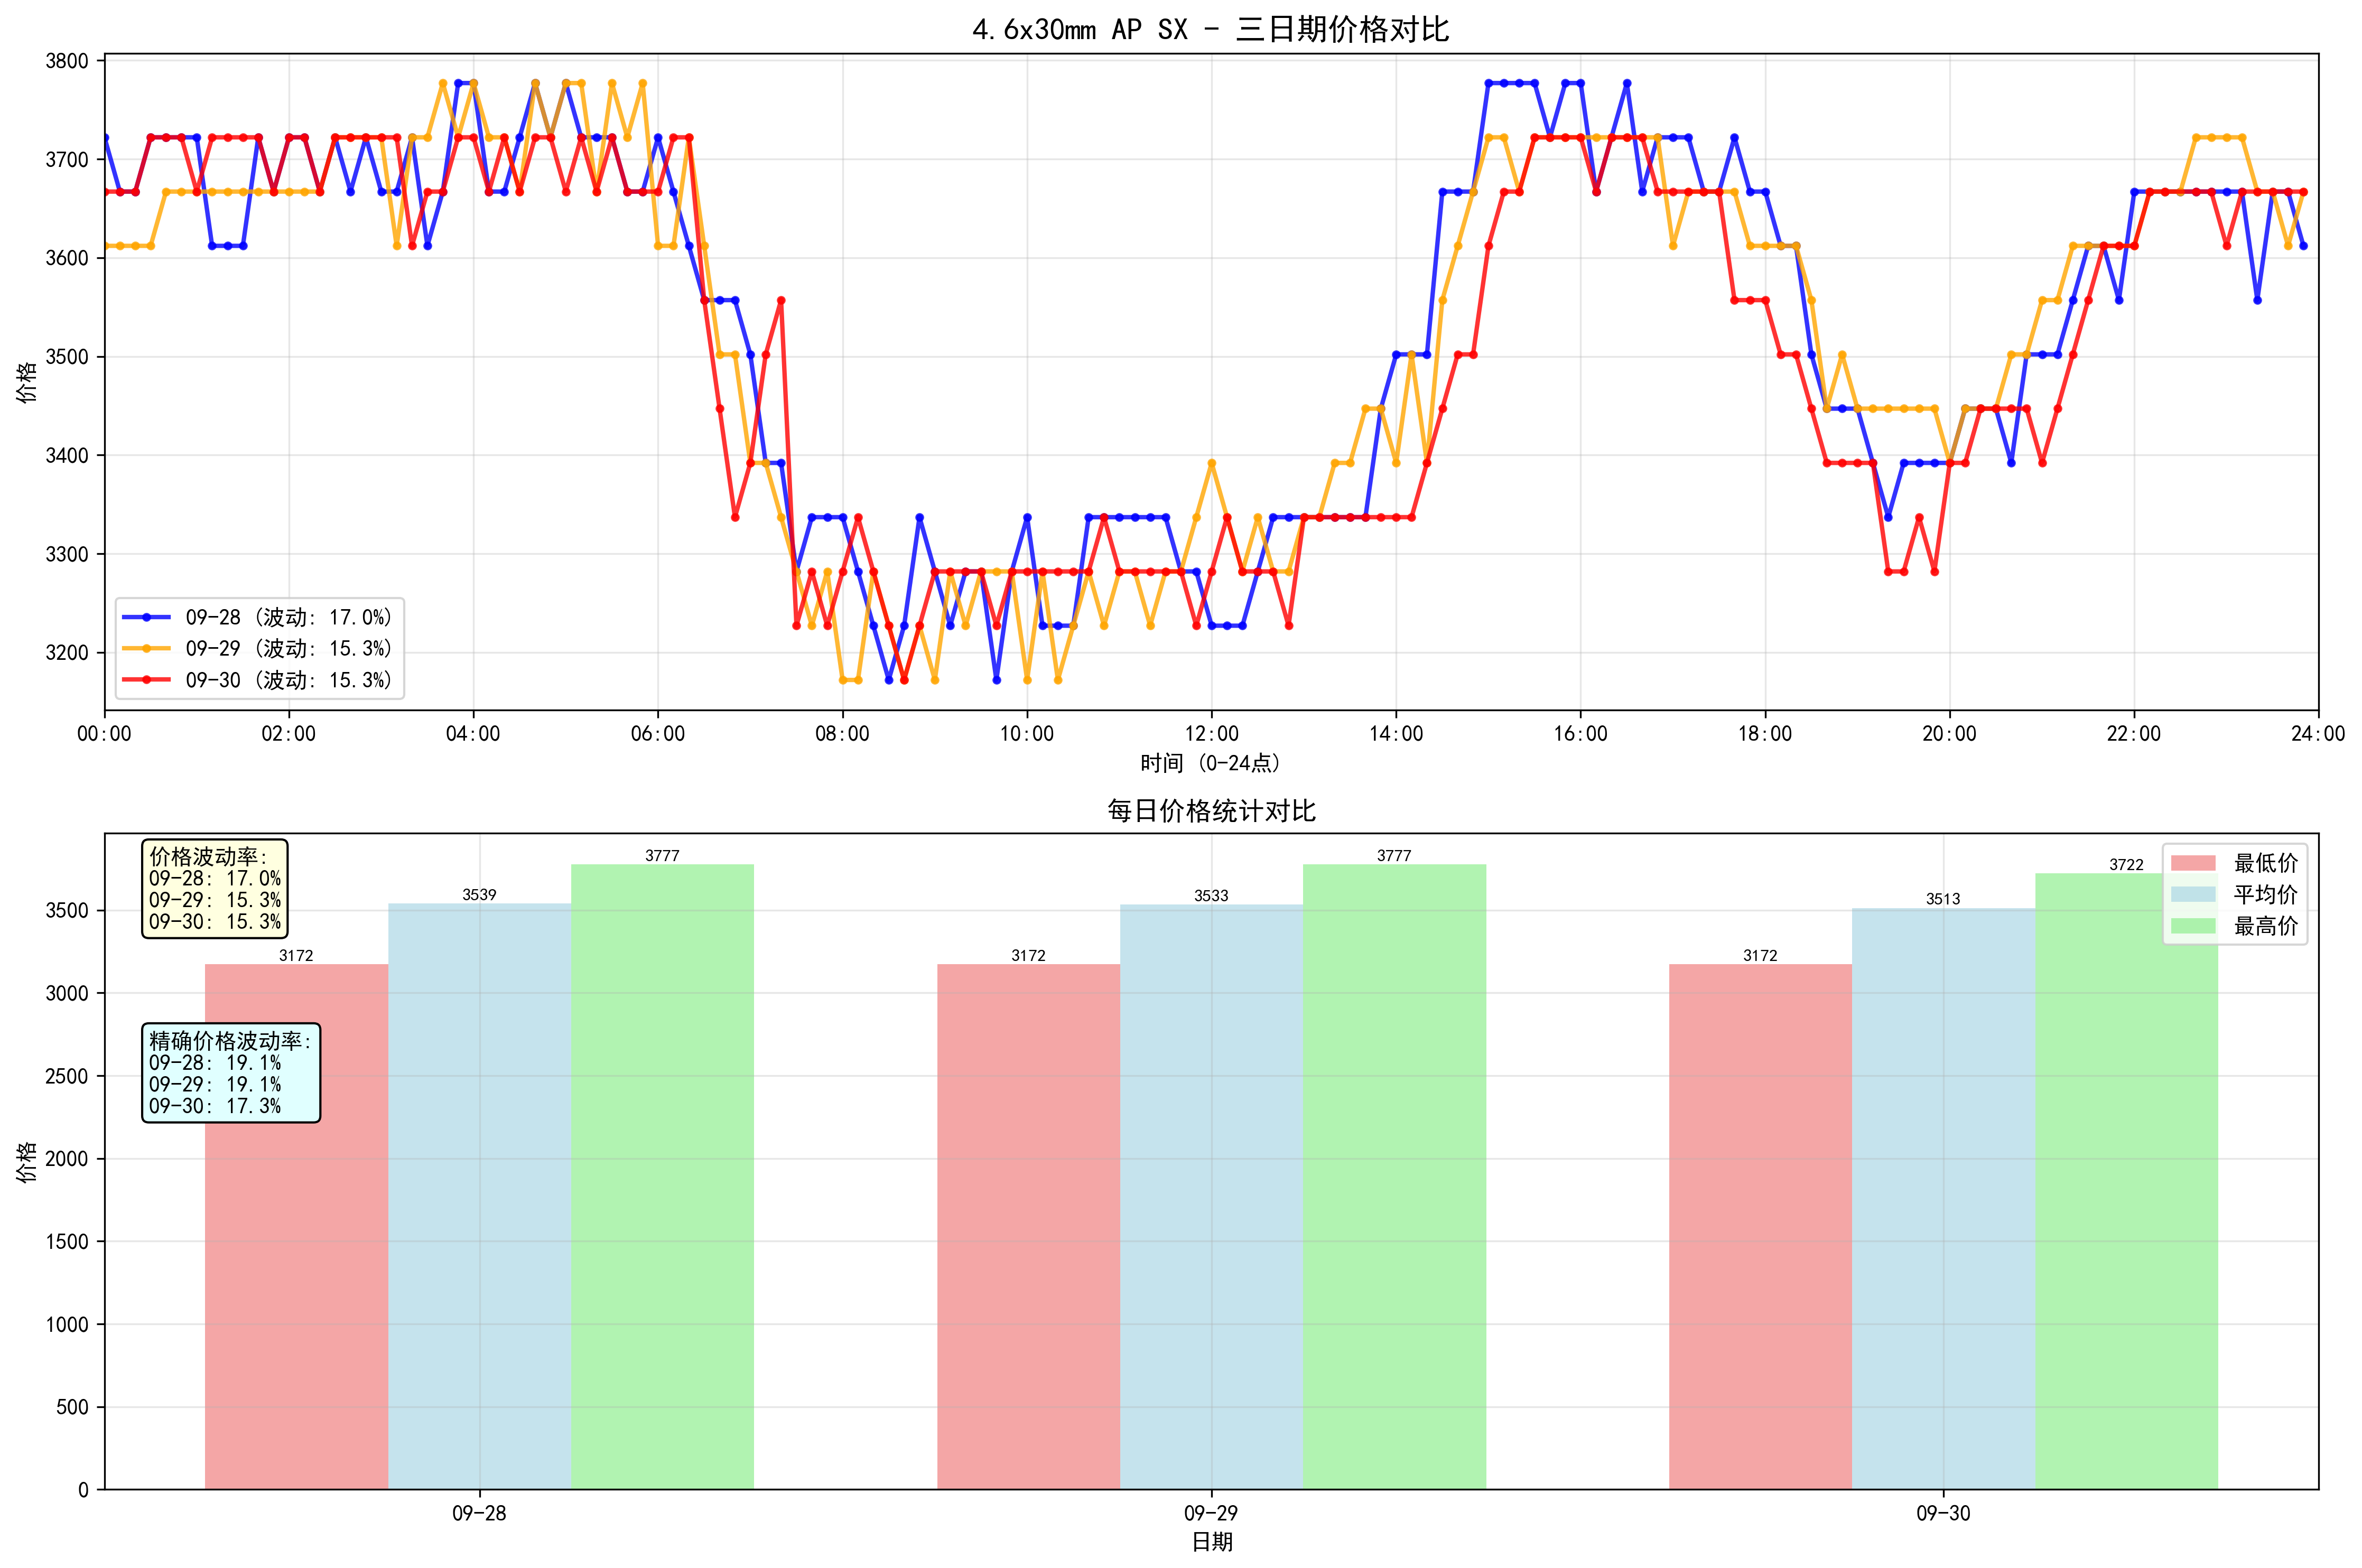 4.6x30mm AP SX - 三日期价格对比
3800
3700
3600
3500
3400
3300
3200
价格
09-28 (波动: 17.0%)
09-29 (波动: 15.3%)
09-30 (波动: 15.3%)
00:00 02:00 04:00 06:00 08:00 10:00 12:00 14:00 16:00 18:00 20:00 22:00 24:00
时间 (0-24点)
每日价格统计对比
价格波动率:
09-28: 17.0%
09-29: 15.3%
09-30: 15.3%
精确价格波动率:
09-28: 19.1%
09-29: 19.1%
09-30: 17.3%
3172 3539 3777
3172 3533 3777
3172 3513 3722
最低价
平均价
最高价
3500
3000
2500
2000
1500
1000
500
0
价格
09-28 09-29 09-30
日期